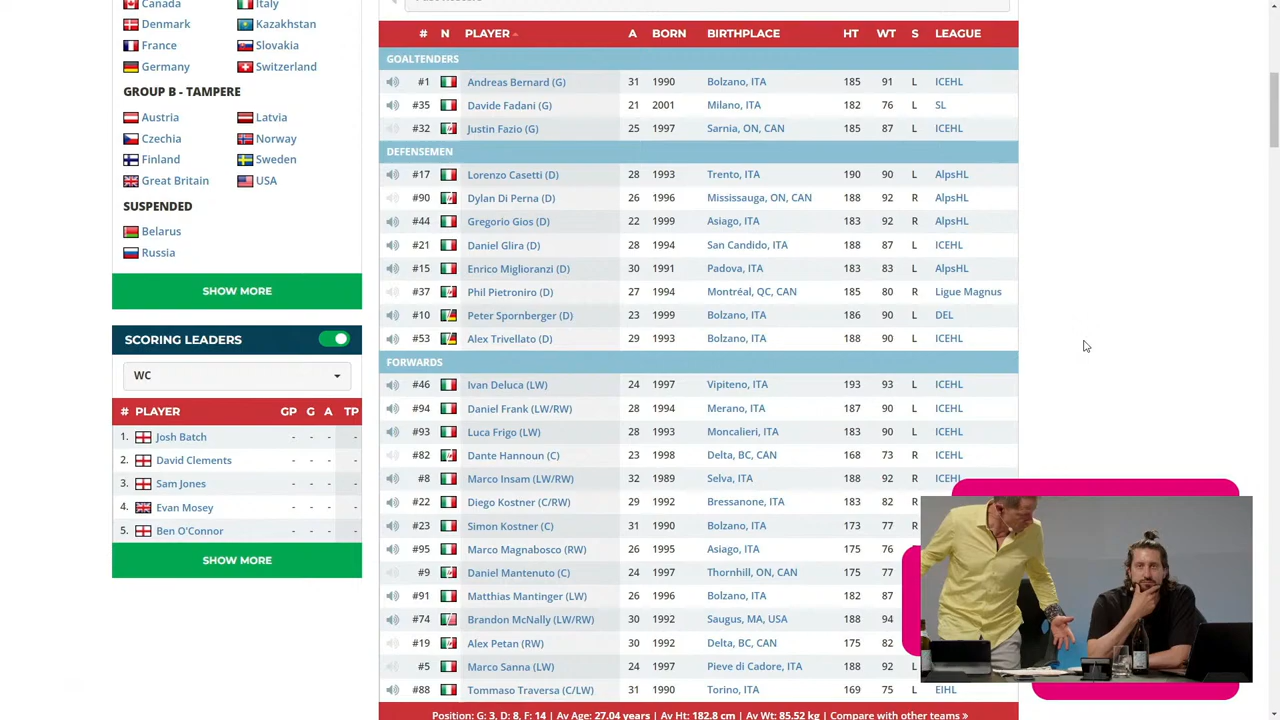 Canada Italy
Denmark Kazakhstan
France Slovakia
Germany Switzerland
GROUP B - TAMPERE
Austria Latvia
Czechia Norway
Finland Sweden
Great Britain USA
SUSPENDED
Belarus
Russia
SHOW MORE
SCORING LEADERS
WC
# PLAYER GP G A TP
1. Josh Batch - - - -
2. David Clements - - - -
3. Sam Jones - - - -
4. Evan Mosey - - - -
5. Ben O'Connor - - - -
SHOW MORE
# N PLAYER A BORN BIRTHPLACE HT WT S LEAGUE
GOALTENDERS
#1 Andreas Bernard (G) 31 1990 Bolzano, ITA 185 91 L ICEHL
#35 Davide Fadani (G) 21 2001 Milano, ITA 182 76 L SL
#32 Justin Fazio (G) 25 1997 Sarnia, ON, CAN 185 87 L ICEHL
DEFENSEMEN
#17 Lorenzo Casetti (D) 28 1993 Trento, ITA 190 90 L AlpsHL
#90 Dylan Di Perna (D) 26 1996 Mississauga, ON, CAN 188 92 R AlpsHL
#44 Gregorio Gios (D) 22 1999 Asiago, ITA 183 92 R AlpsHL
#21 Daniel Glira (D) 28 1994 San Candido, ITA 188 87 L ICEHL
#15 Enrico Miglioranzi (D) 30 1991 Padova, ITA 183 83 L AlpsHL
#37 Phil Pietroniro (D) 27 1994 Montréal, QC, CAN 185 80 R Ligue Magnus
#10 Peter Spornberger (D) 23 1999 Bolzano, ITA 186 90 L DEL
#53 Alex Trivellato (D) 29 1993 Bolzano, ITA 188 90 L ICEHL
FORWARDS
#46 Ivan Deluca (LW) 24 1997 Vipiteno, ITA 193 93 L ICEHL
#94 Daniel Frank (LW/RW) 28 1994 Merano, ITA 187 90 L ICEHL
#93 Luca Frigo (LW) 28 1993 Moncalieri, ITA 183 90 L ICEHL
#82 Dante Hannoun (C) 23 1998 Delta, BC, CAN 168 73 R ICEHL
#8 Marco Insam (LW/RW) 32 1989 Selva, ITA 188 92 R ICEHL
#22 Diego Kostner (C/RW) 29 1992 Bressanone, ITA 183 82 R
#23 Simon Kostner (C) 31 1990 Bolzano, ITA 173 77 R
#95 Marco Magnabosco (RW) 26 1995 Asiago, ITA 175 76
#9 Daniel Mantenuto (C) 24 1997 Thornhill, ON, CAN 175 77
#91 Matthias Mantinger (LW) 26 1996 Bolzano, ITA 182 87
#74 Brandon McNally (LW/RW) 30 1992 Saugus, MA, USA 188 94
#19 Alex Petan (RW) 30 1992 Delta, BC, CAN 175 82
#5 Marco Sanna (LW) 24 1997 Pieve di Cadore, ITA 188 92 L
#88 Tommaso Traversa (C/LW) 31 1990 Torino, ITA 169 75 L EIHL
Position: G: 3, D: 8, F: 14 | Av Age: 27.04 years | Av Ht: 182.8 cm | Av Wt: 85.52 kg | Compare with other teams »